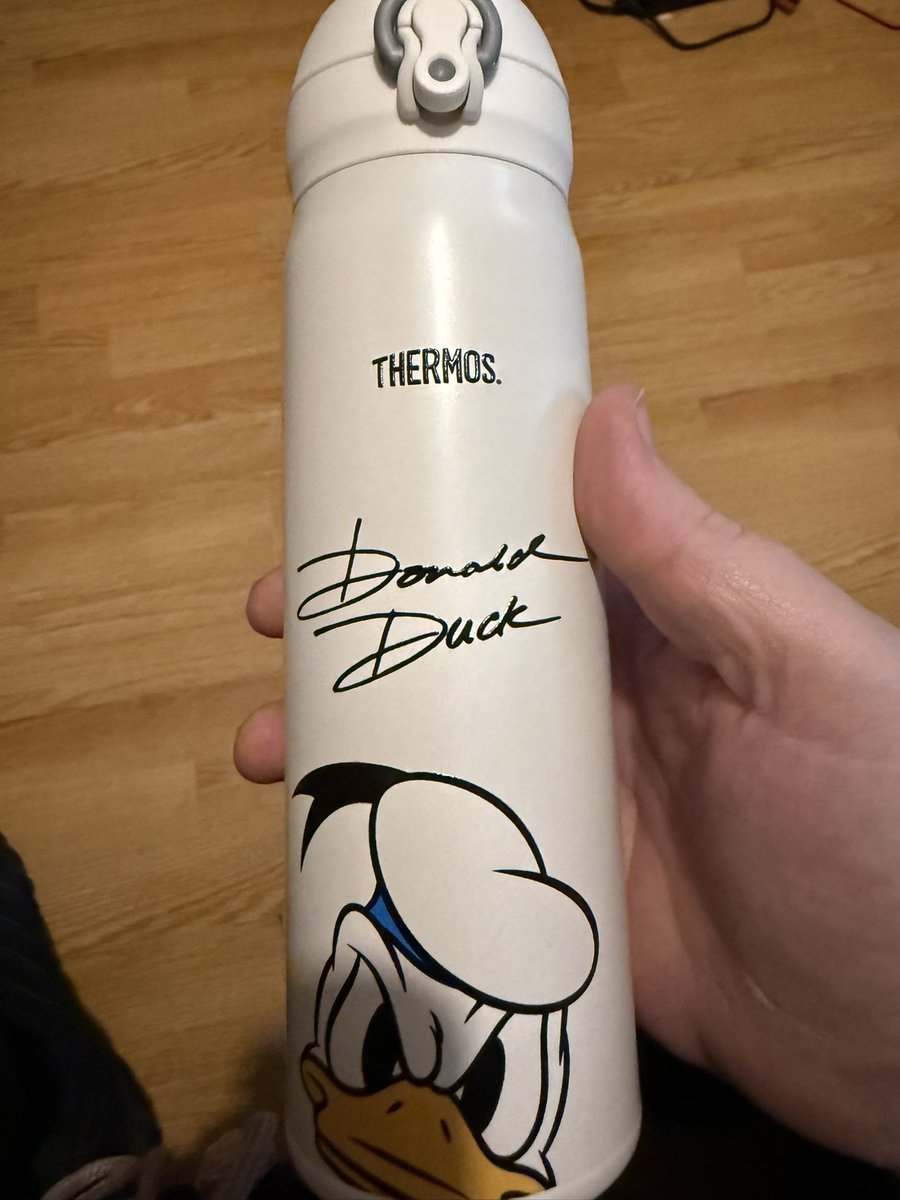 THERMOS.
Donald
Duck